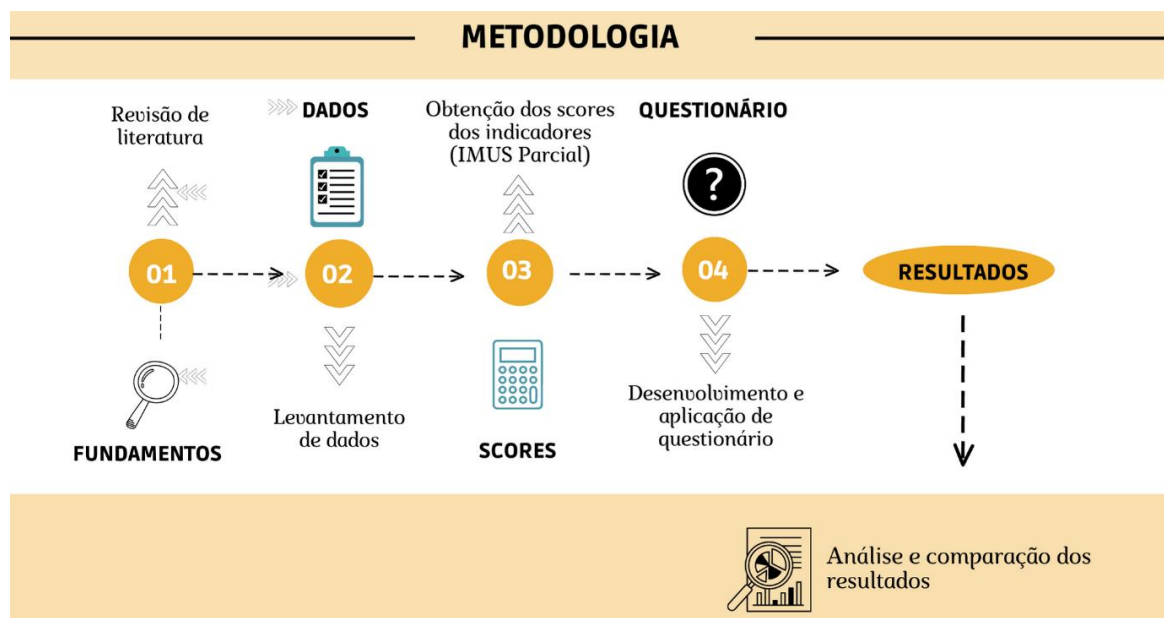 METODOLOGIA
Revisão de
literatura
01
FUNDAMENTOS
DADOS
02
Levantamento
de dados
Obtenção dos scores
dos indicadores
(IMUS Parcial)
03
SCORES
QUESTIONÁRIO
?
04
Desenvolvimento e
aplicação de
questionário
RESULTADOS
Análise e comparação dos
resultados